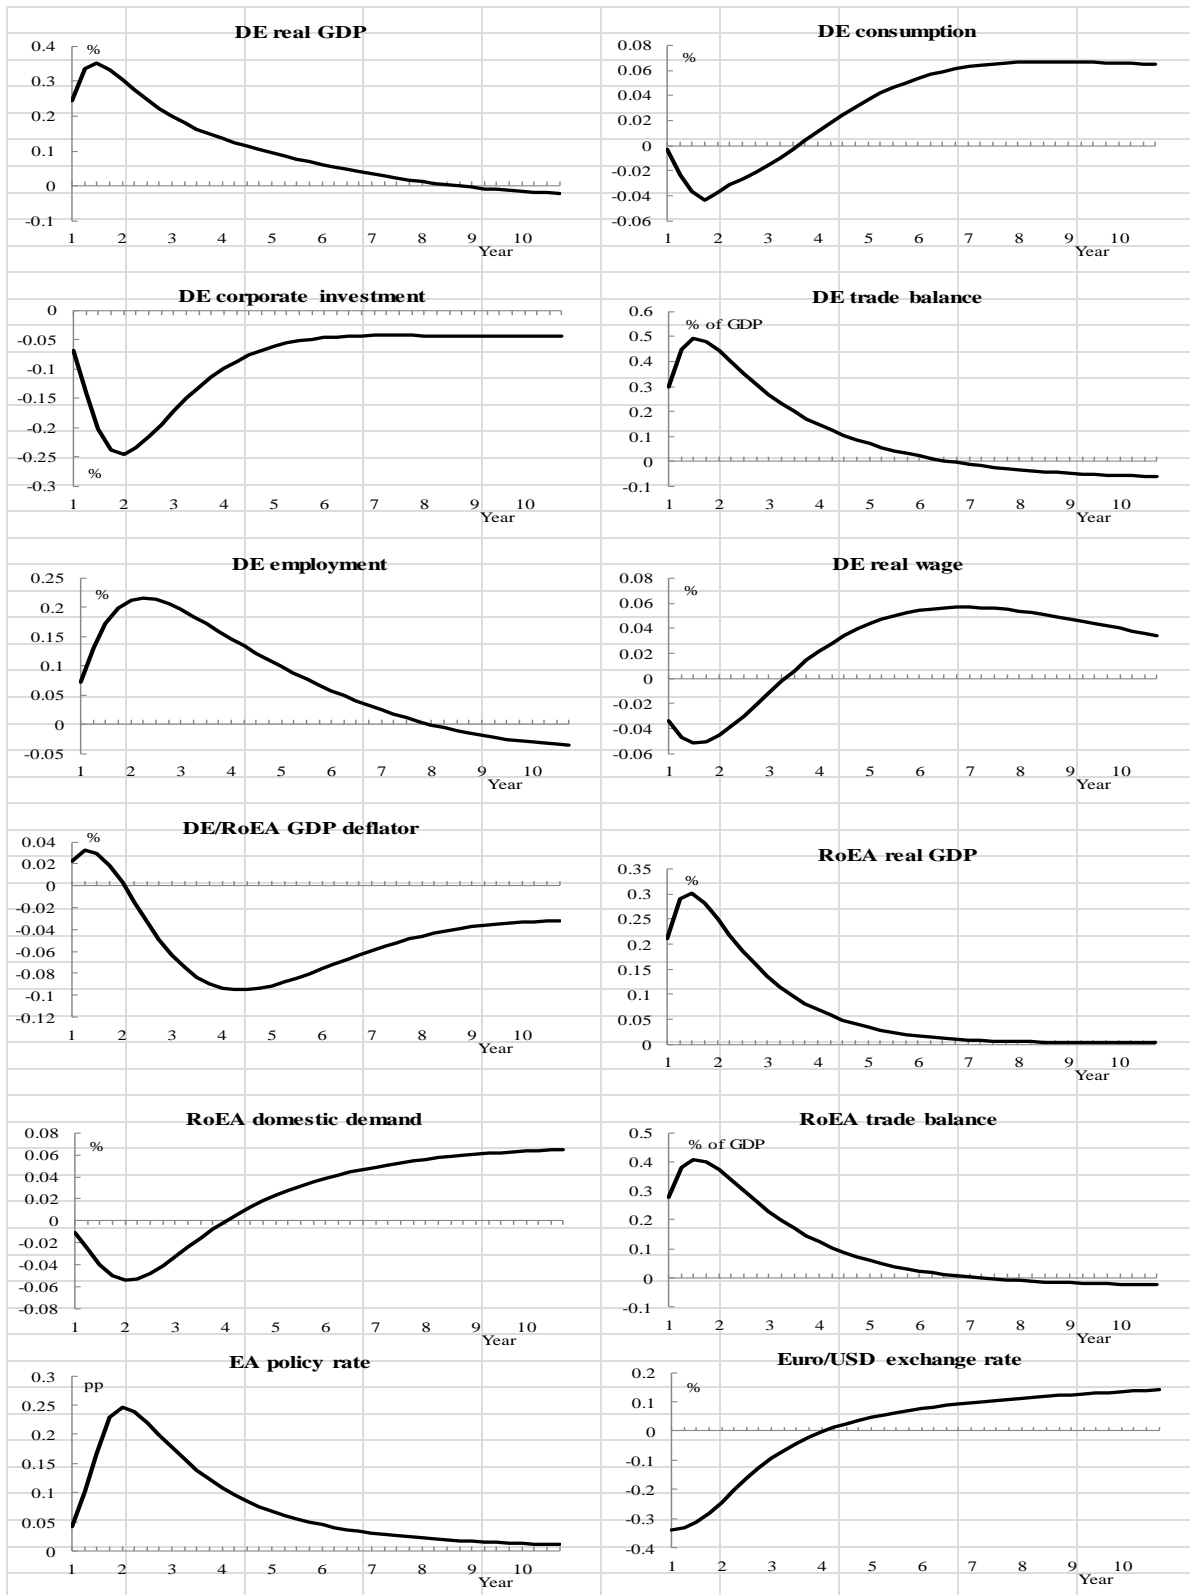 DE real GDP
%
0.4
0.3
0.2
0.1
0
-0.1
1 2 3 4 5 6 7 8 9 10
Year
DE consumption
%
0.08
0.06
0.04
0.02
0
-0.02
-0.04
-0.06
1 2 3 4 5 6 7 8 9 10
Year
DE corporate investment
0
-0.05
-0.1
-0.15
-0.2
-0.25
-0.3
%
1 2 3 4 5 6 7 8 9 10
Year
DE trade balance
% of GDP
0.6
0.5
0.4
0.3
0.2
0.1
0
-0.1
1 2 3 4 5 6 7 8 9 10
Year
DE employment
%
0.25
0.2
0.15
0.1
0.05
0
-0.05
1 2 3 4 5 6 7 8 9 10
Year
DE real wage
%
0.08
0.06
0.04
0.02
0
-0.02
-0.04
-0.06
1 2 3 4 5 6 7 8 9 10
Year
DE/RoEA GDP deflator
%
0.04
0.02
0
-0.02
-0.04
-0.06
-0.08
-0.1
-0.12
1 2 3 4 5 6 7 8 9 10
Year
RoEA real GDP
%
0.35
0.3
0.25
0.2
0.15
0.1
0.05
0
1 2 3 4 5 6 7 8 9 10
Year
RoEA domestic demand
%
0.08
0.06
0.04
0.02
0
-0.02
-0.04
-0.06
-0.08
1 2 3 4 5 6 7 8 9 10
Year
RoEA trade balance
% of GDP
0.5
0.4
0.3
0.2
0.1
0
-0.1
1 2 3 4 5 6 7 8 9 10
Year
EA policy rate
pp
0.3
0.25
0.2
0.15
0.1
0.05
0
1 2 3 4 5 6 7 8 9 10
Year
Euro/USD exchange rate
%
0.2
0.1
0
-0.1
-0.2
-0.3
-0.4
1 2 3 4 5 6 7 8 9 10
Year